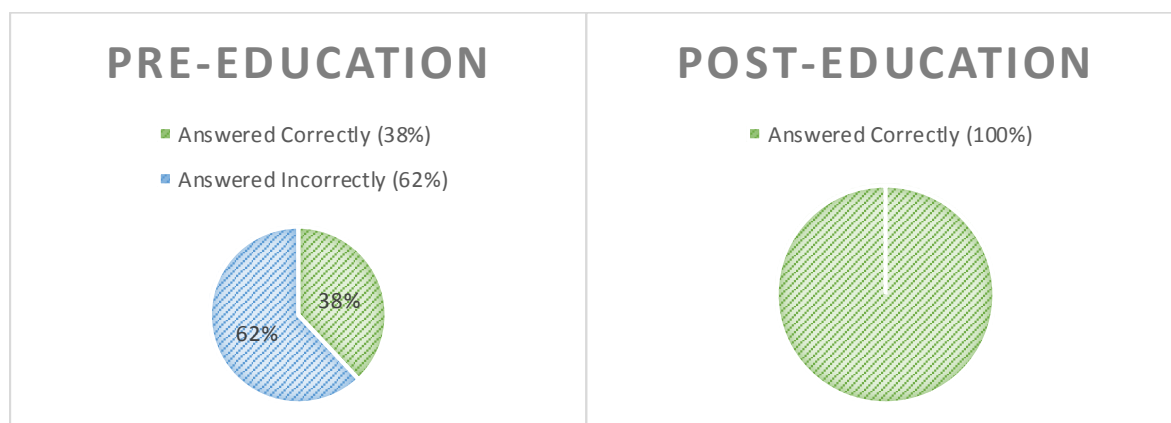 PRE-EDUCATION
Answered Correctly (38%)
Answered Incorrectly (62%)
38%
62%
POST-EDUCATION
Answered Correctly (100%)